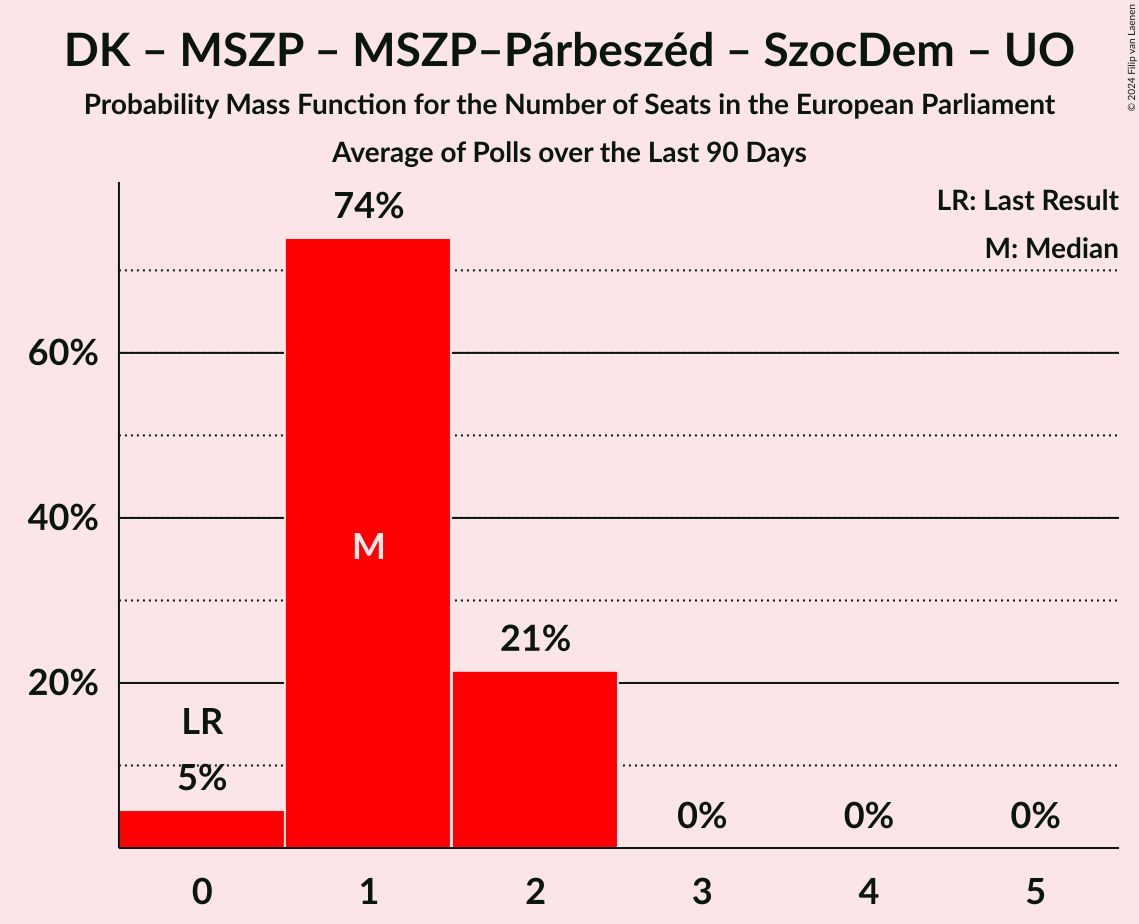 DK – MSZP – MSZP–Párbeszéd – SzocDem – UO
Probability Mass Function for the Number of Seats in the European Parliament
Average of Polls over the Last 90 Days
© 2024 Filip van Laenen
LR: Last Result
M: Median
74%
60%
40%
M
21%
20%
LR
5%
0% 0% 0%
0 1 2 3 4 5